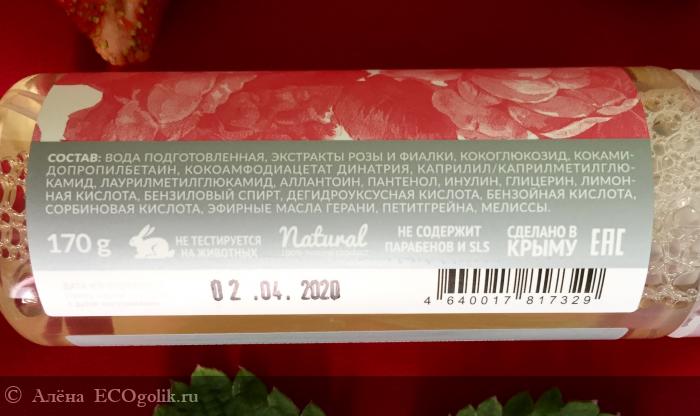 СОСТАВ: ВОДА ПОДГОТОВЛЕННАЯ, ЭКСТРАКТЫ РОЗЫ И ФИАЛКИ, КОКОГЛЮКОЗИД, КОКАМИ-
ДОПРОПИЛБЕТАИН, КОКОАМФОДИАЦЕТАТ ДИНАТРИЯ, КАПРИЛИЛ/КАПРИЛМЕТИЛГЛЮ-
КАМИД, ЛАУРИЛМЕТИЛГЛЮКАМИД, АЛЛАНТОИН, ПАНТЕНОЛ, ИНУЛИН, ГЛИЦЕРИН, ЛИМОН-
НАЯ КИСЛОТА, БЕНЗИЛОВЫЙ СПИРТ, ДЕГИДРОУКСУСНАЯ КИСЛОТА, БЕНЗОЙНАЯ КИСЛОТА,
СОРБИНОВАЯ КИСЛОТА, ЭФИРНЫЕ МАСЛА ГЕРАНИ, ПЕТИТГРЕЙНА, МЕЛИССЫ.
170 g
НЕ ТЕСТИРУЕТСЯ
НА ЖИВОТНЫХ
Natural
НЕ СОДЕРЖИТ
ПАРАБЕНОВ И SLS
СДЕЛАНО В
КРЫМУ
EAC
02.04.2020
4 640017 817329
© Алёна ECOgolik.ru